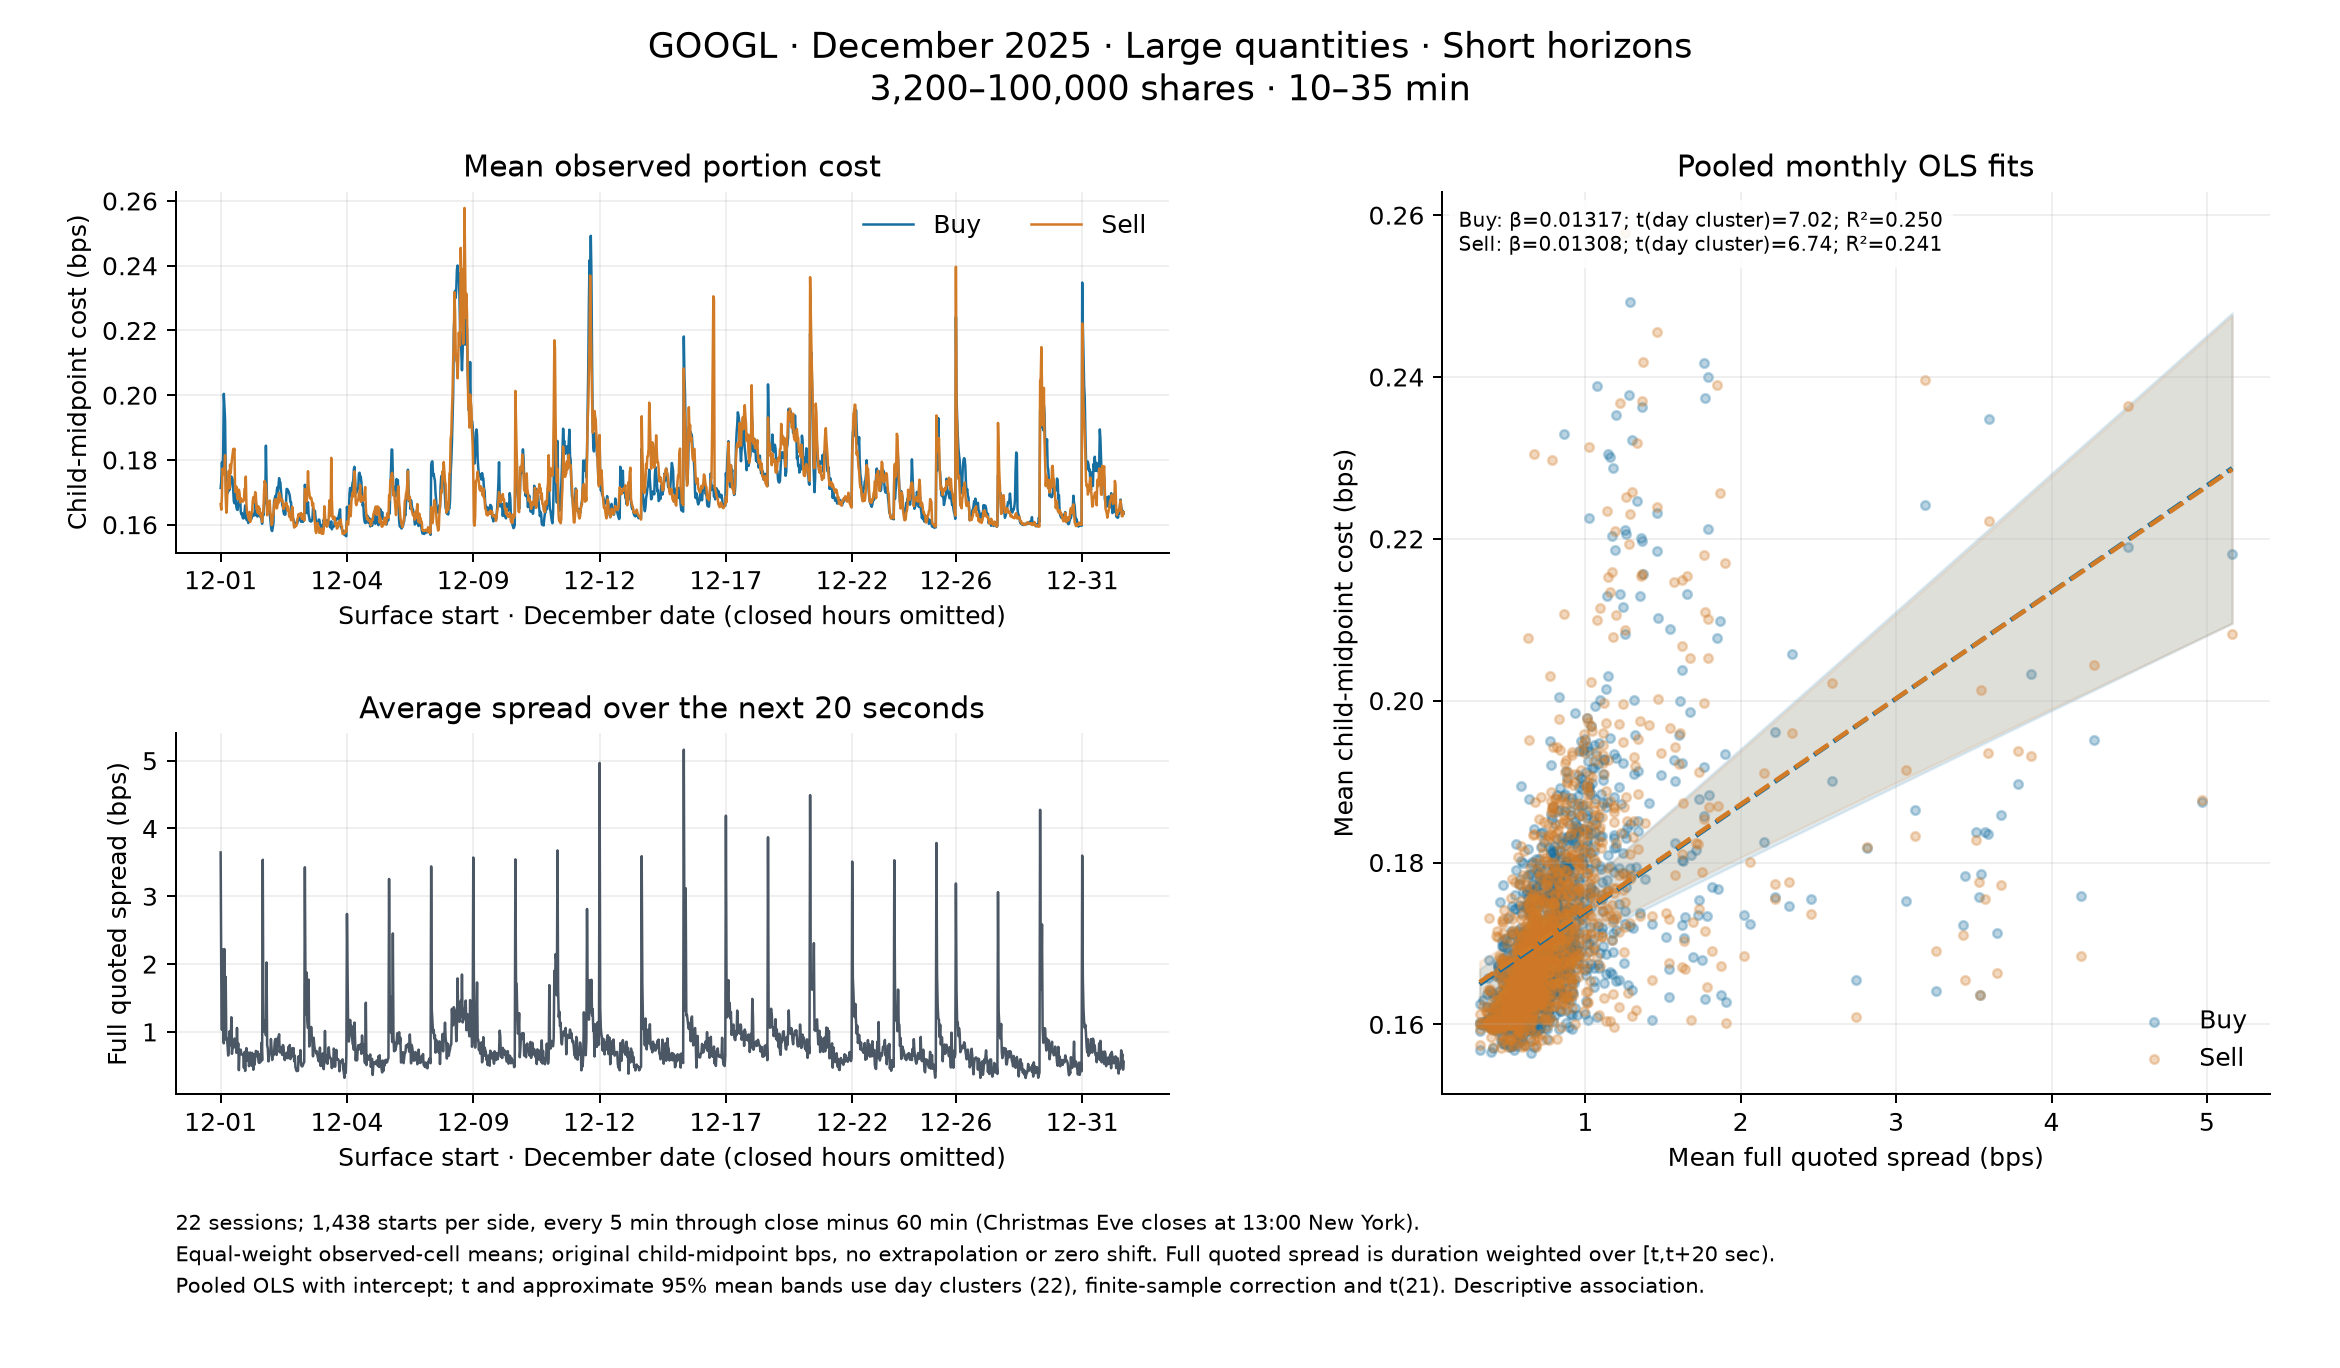 GOOGL · December 2025 · Large quantities · Short horizons
3,200–100,000 shares · 10–35 min
Mean observed portion cost
Child-midpoint cost (bps)
0.26
0.24
0.22
0.20
0.18
0.16
Buy
Sell
12-01
12-04
12-09
12-12
12-17
12-22
12-26
12-31
Surface start · December date (closed hours omitted)
Average spread over the next 20 seconds
Full quoted spread (bps)
5
4
3
2
1
12-01
12-04
12-09
12-12
12-17
12-22
12-26
12-31
Surface start · December date (closed hours omitted)
Pooled monthly OLS fits
Mean child-midpoint cost (bps)
0.26
0.24
0.22
0.20
0.18
0.16
Buy: β=0.01317; t(day cluster)=7.02; R²=0.250
Sell: β=0.01308; t(day cluster)=6.74; R²=0.241
Buy
Sell
1
2
3
4
5
Mean full quoted spread (bps)
22 sessions; 1,438 starts per side, every 5 min through close minus 60 min (Christmas Eve closes at 13:00 New York).
Equal-weight observed-cell means; original child-midpoint bps, no extrapolation or zero shift. Full quoted spread is duration weighted over [t,t+20 sec).
Pooled OLS with intercept; t and approximate 95% mean bands use day clusters (22), finite-sample correction and t(21). Descriptive association.